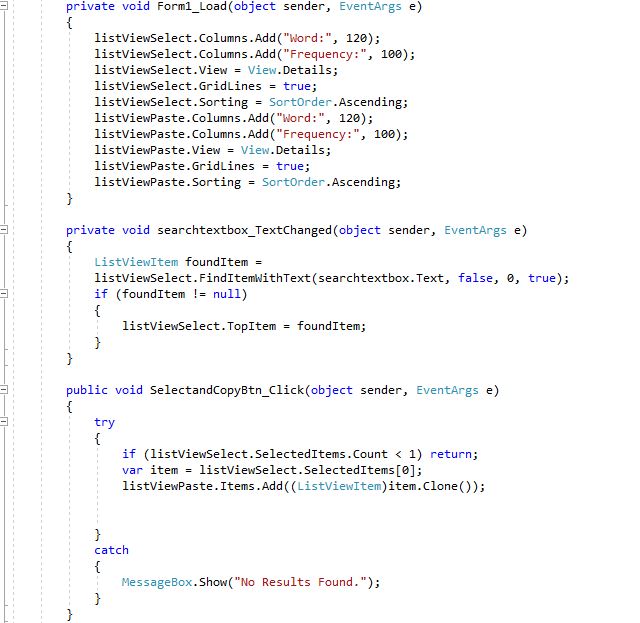 private void Form1_Load(object sender, EventArgs e)
{
listViewSelect.Columns.Add("Word:", 120);
listViewSelect.Columns.Add("Frequency:", 100);
listViewSelect.View = View.Details;
listViewSelect.GridLines = true;
listViewSelect.Sorting = SortOrder.Ascending;
listViewPaste.Columns.Add("Word:", 120);
listViewPaste.Columns.Add("Frequency:", 100);
listViewPaste.View = View.Details;
listViewPaste.GridLines = true;
listViewPaste.Sorting = SortOrder.Ascending;
}
private void searchtextbox_TextChanged(object sender, EventArgs e)
{
ListViewItem foundItem =
listViewSelect.FindItemWithText(searchtextbox.Text, false, 0, true);
if (foundItem != null)
{
listViewSelect.TopItem = foundItem;
}
}
public void SelectandCopyBtn_Click(object sender, EventArgs e)
{
try
{
if (listViewSelect.SelectedItems.Count < 1) return;
var item = listViewSelect.SelectedItems[0];
listViewPaste.Items.Add((ListViewItem)item.Clone());
}
catch
{
MessageBox.Show("No Results Found.");
}
}